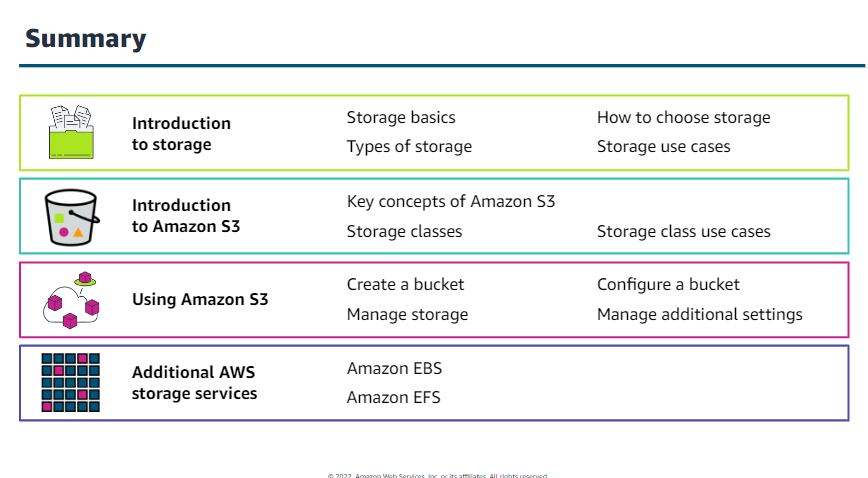 Summary
Introduction
to storage
Storage basics
How to choose storage
Types of storage
Storage use cases
Introduction
to Amazon S3
Key concepts of Amazon S3
Storage classes
Storage class use cases
Using Amazon S3
Create a bucket
Configure a bucket
Manage storage
Manage additional settings
Additional AWS
storage services
Amazon EBS
Amazon EFS
© 2022, Amazon Web Services, Inc. or its affiliates. All rights reserved.